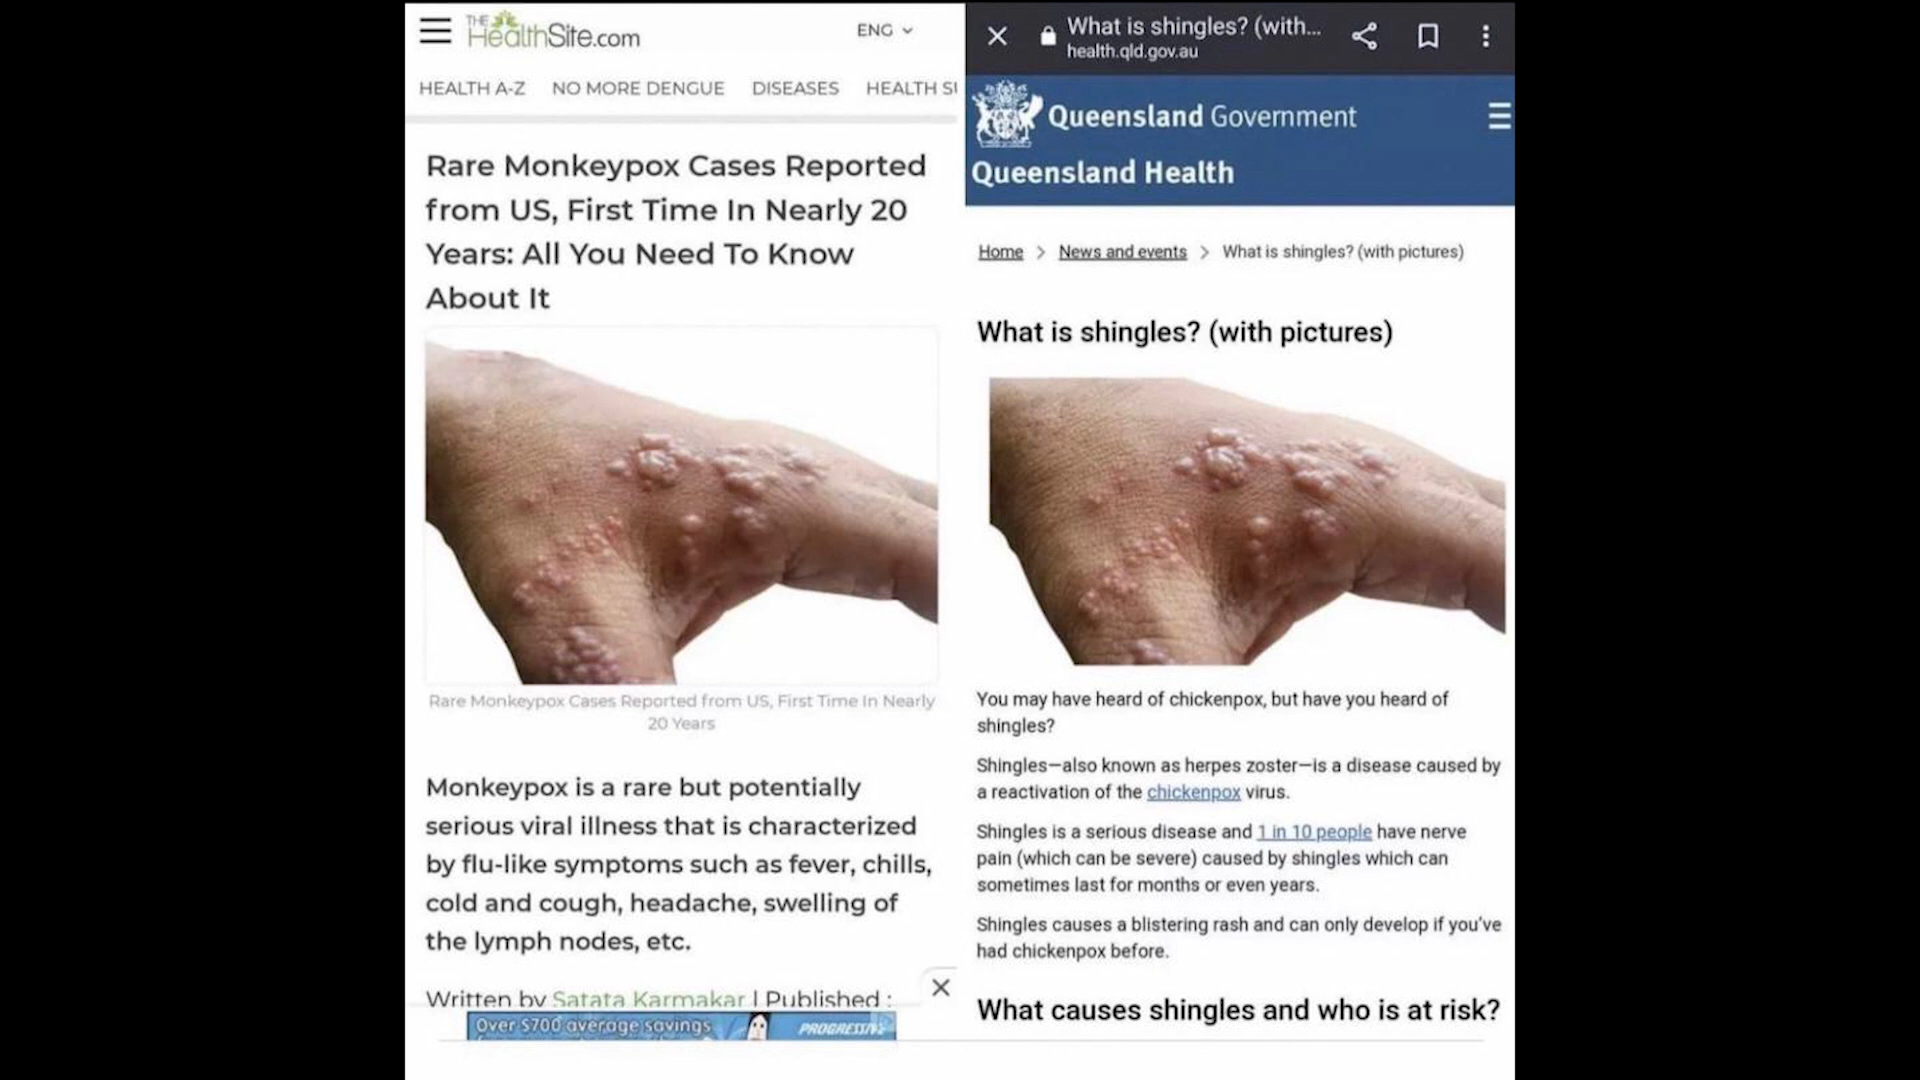 THE
HealthSite.com
ENG
HEALTH A-Z NO MORE DENGUE DISEASES HEALTH SU
Rare Monkeypox Cases Reported
from US, First Time In Nearly 20
Years: All You Need To Know
About It
Rare Monkeypox Cases Reported from US, First Time In Nearly
20 Years
Monkeypox is a rare but potentially
serious viral illness that is characterized
by flu-like symptoms such as fever, chills,
cold and cough, headache, swelling of
the lymph nodes, etc.
Written by Satata Karmakar | Published :
Over $700 average savings
PROGRESSIVE
What is shingles? (with...
health.qld.gov.au
Queensland Government
Queensland Health
Home > News and events > What is shingles? (with pictures)
What is shingles? (with pictures)
You may have heard of chickenpox, but have you heard of
shingles?
Shingles—also known as herpes zoster—is a disease caused by
a reactivation of the chickenpox virus.
Shingles is a serious disease and 1 in 10 people have nerve
pain (which can be severe) caused by shingles which can
sometimes last for months or even years.
Shingles causes a blistering rash and can only develop if you've
had chickenpox before.
What causes shingles and who is at risk?